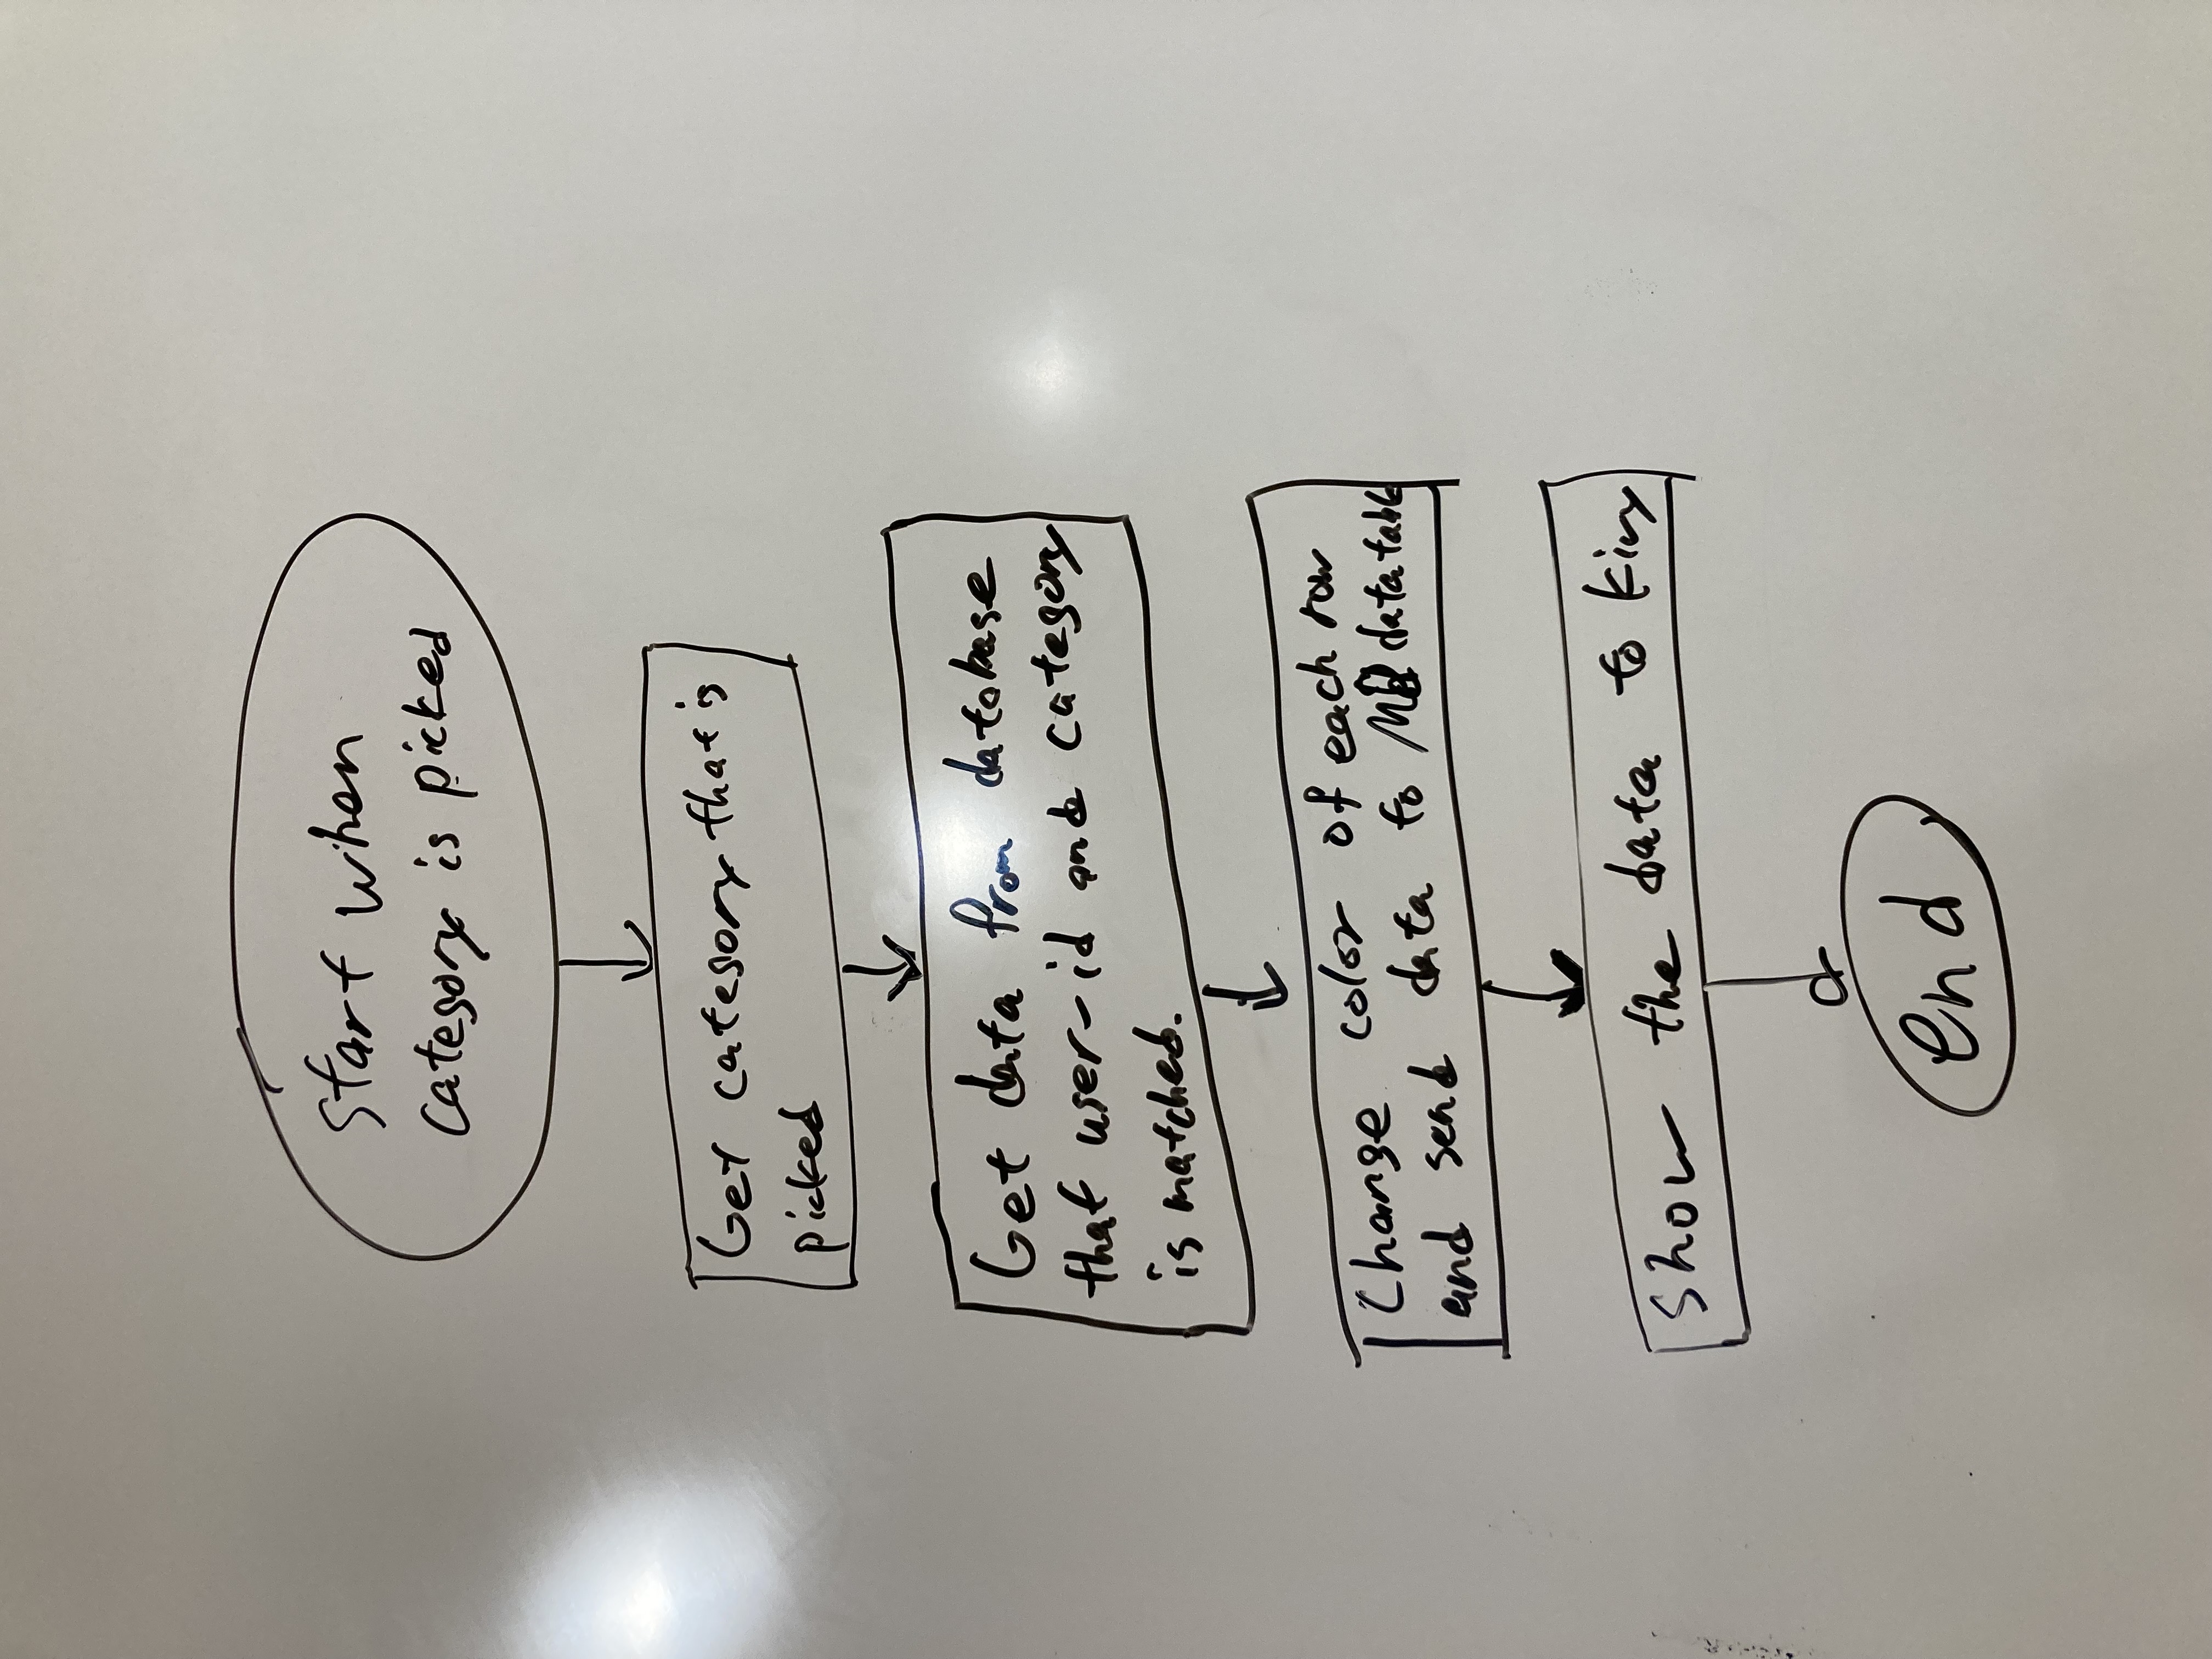 Start when
category is picked
Get category that is
picked
Get data from database
that user-id and category
is matched.
Change color of each row
and send data to MD datatable
show the data to kivy
end